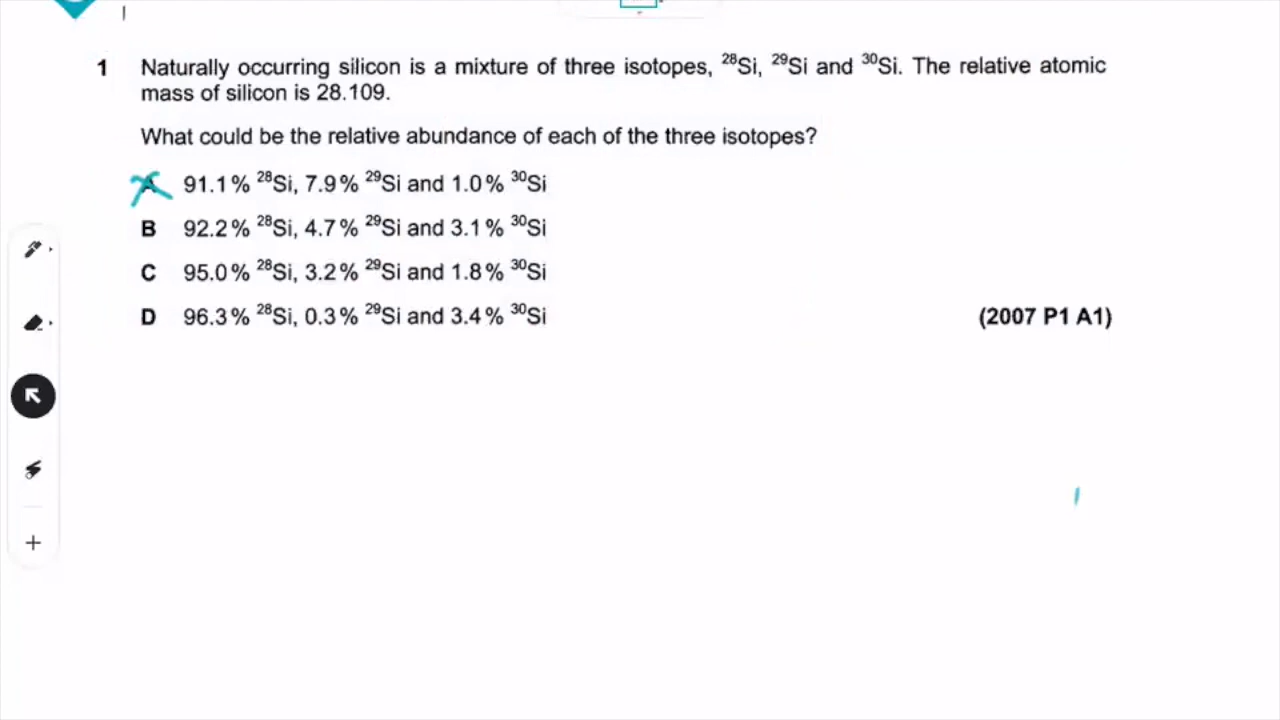 1 Naturally occurring silicon is a mixture of three isotopes, ²⁸Si, ²⁹Si and ³⁰Si. The relative atomic
mass of silicon is 28.109.
What could be the relative abundance of each of the three isotopes?
A 91.1% ²⁸Si, 7.9% ²⁹Si and 1.0% ³⁰Si
B 92.2% ²⁸Si, 4.7% ²⁹Si and 3.1% ³⁰Si
C 95.0% ²⁸Si, 3.2% ²⁹Si and 1.8% ³⁰Si
D 96.3% ²⁸Si, 0.3% ²⁹Si and 3.4% ³⁰Si
(2007 P1 A1)